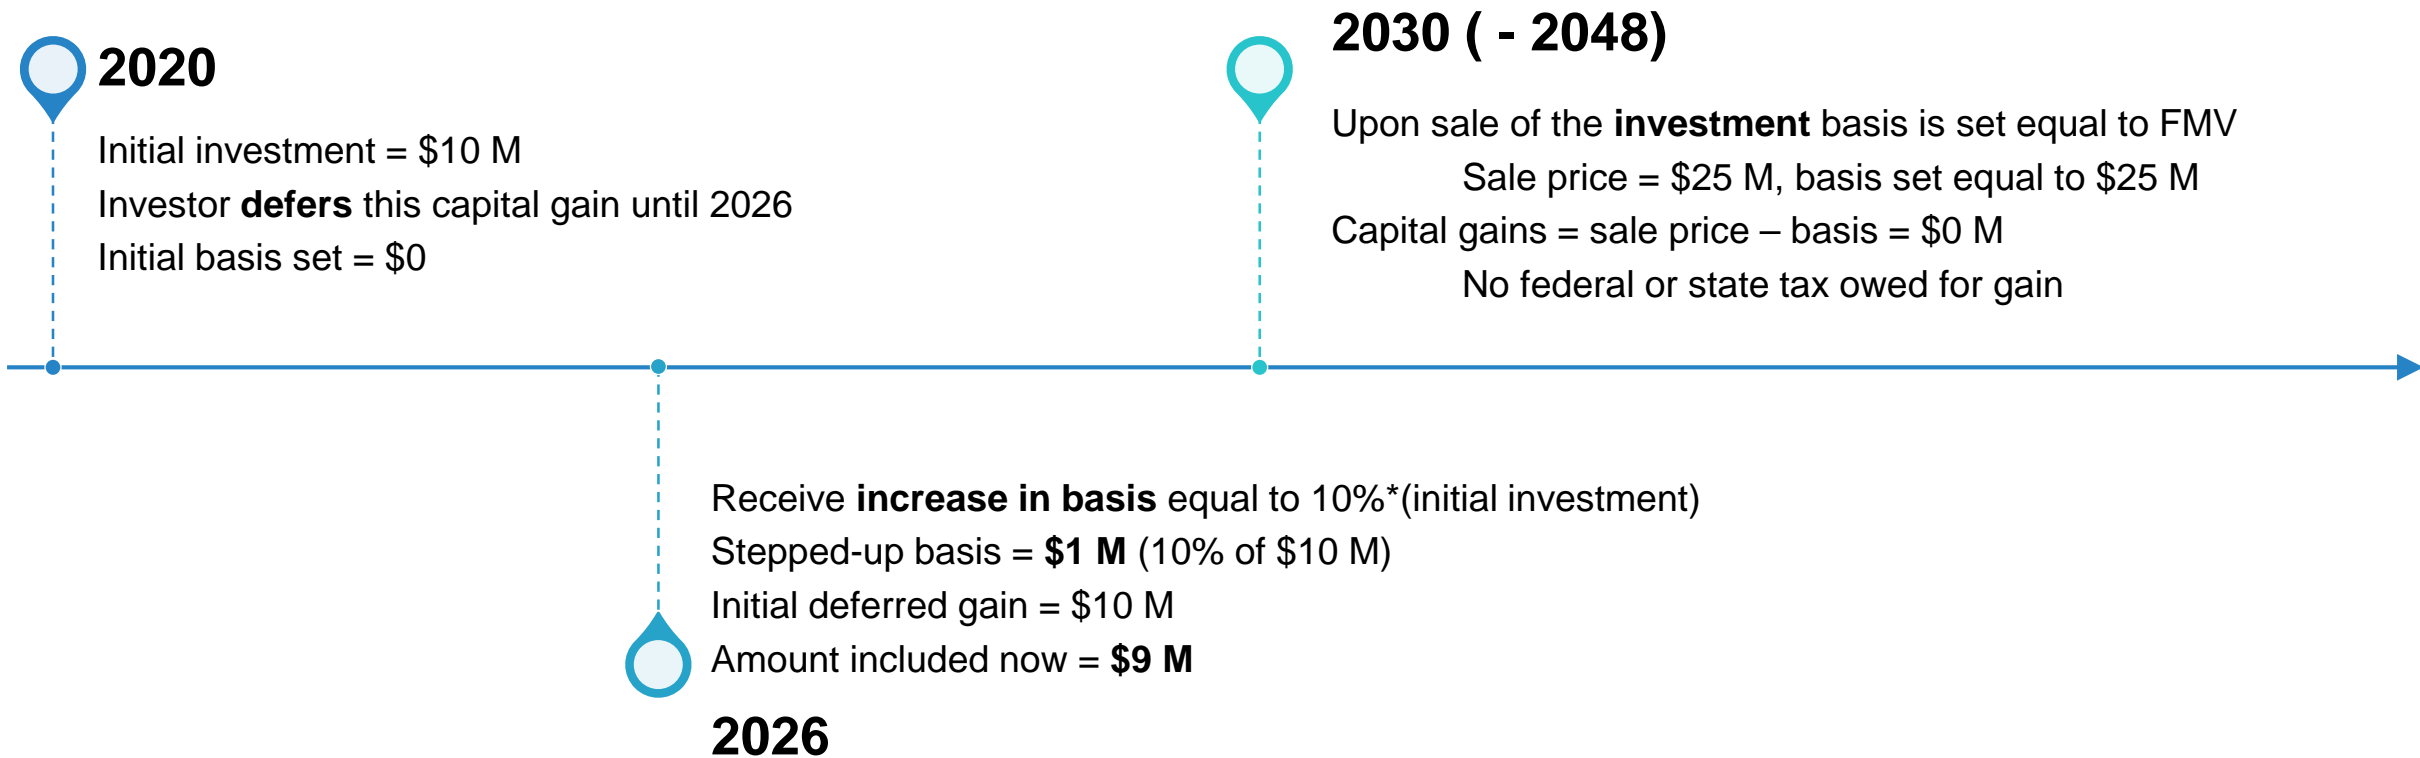 2020
Initial investment = $10 M
Investor defers this capital gain until 2026
Initial basis set = $0
2030 ( - 2048)
Upon sale of the investment basis is set equal to FMV
Sale price = $25 M, basis set equal to $25 M
Capital gains = sale price – basis = $0 M
No federal or state tax owed for gain
Receive increase in basis equal to 10%*(initial investment)
Stepped-up basis = $1 M (10% of $10 M)
Initial deferred gain = $10 M
Amount included now = $9 M
2026